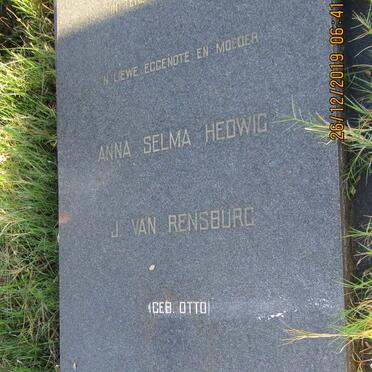 'N LIEWE EGGENOTE EN MOEDER
ANNA SELMA HEDWIG
J. VAN RENSBURG
(GEB. OTTO)
26/12/2019 06:41